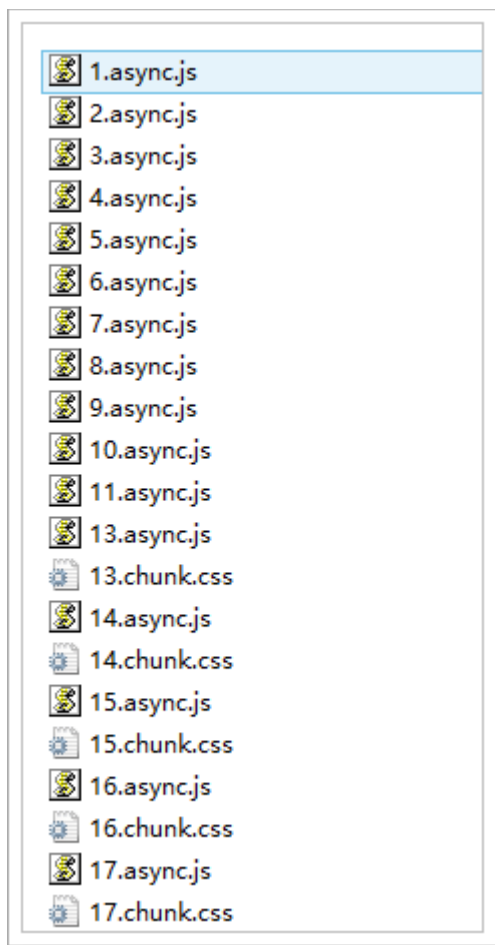 1.async.js
2.async.js
3.async.js
4.async.js
5.async.js
6.async.js
7.async.js
8.async.js
9.async.js
10.async.js
11.async.js
13.async.js
13.chunk.css
14.async.js
14.chunk.css
15.async.js
15.chunk.css
16.async.js
16.chunk.css
17.async.js
17.chunk.css